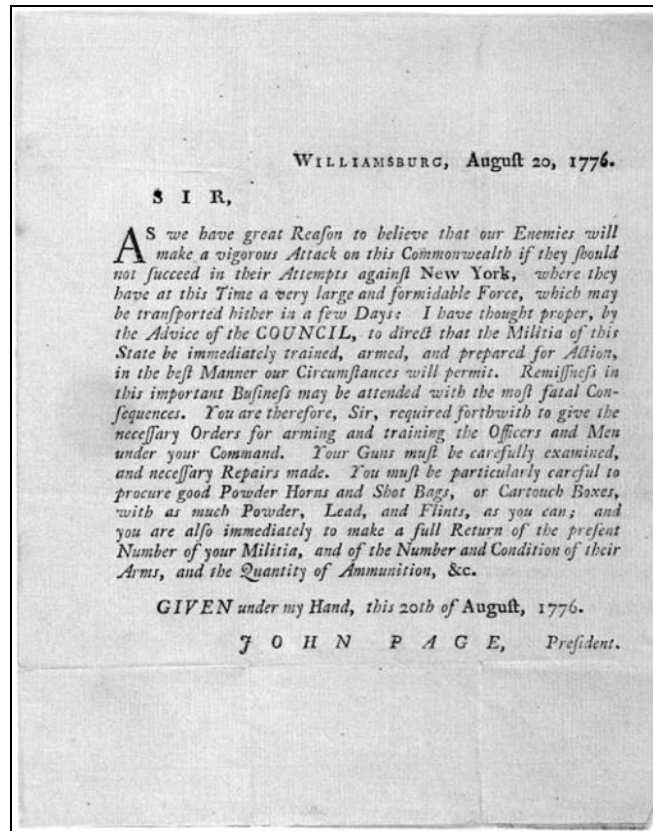 WILLIAMSBURG, Auguſt 20, 1776.
S I R,
AS we have great Reaſon to believe that our Enemies will
make a vigorous Attack on this Commonwealth if they ſhould
not ſucceed in their Attempts againſt New York, where they
have at this Time a very large and formidable Force, which may
be tranſported hither in a few Days: I have thought proper, by
the Advice of the COUNCIL, to direct that the Militia of this
State be immediately trained, armed, and prepared for Action,
in the beſt Manner our Circumſtances will permit. Remiſſneſs in
this important Buſineſs may be attended with the moſt fatal Con-
ſequences. You are therefore, Sir, required forthwith to give the
neceſſary Orders for arming and training the Officers and Men
under your Command. Your Guns muſt be carefully examined,
and neceſſary Repairs made. You muſt be particularly careful to
procure good Powder Horns and Shot Bags, or Cartouch Boxes,
with as much Powder, Lead, and Flints, as you can; and
you are alſo immediately to make a full Return of the preſent
Number of your Militia, and of the Number and Condition of their
Arms, and the Quantity of Ammunition, &c.
GIVEN under my Hand, this 20th of Auguſt, 1776.
J O H N P A G E, Preſident.